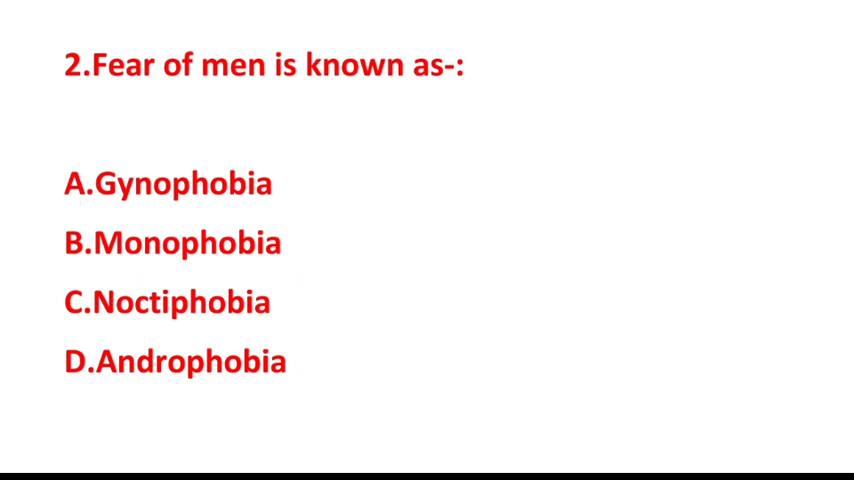 2.Fear of men is known as-:
A.Gynophobia
B.Monophobia
C.Noctiphobia
D.Androphobia